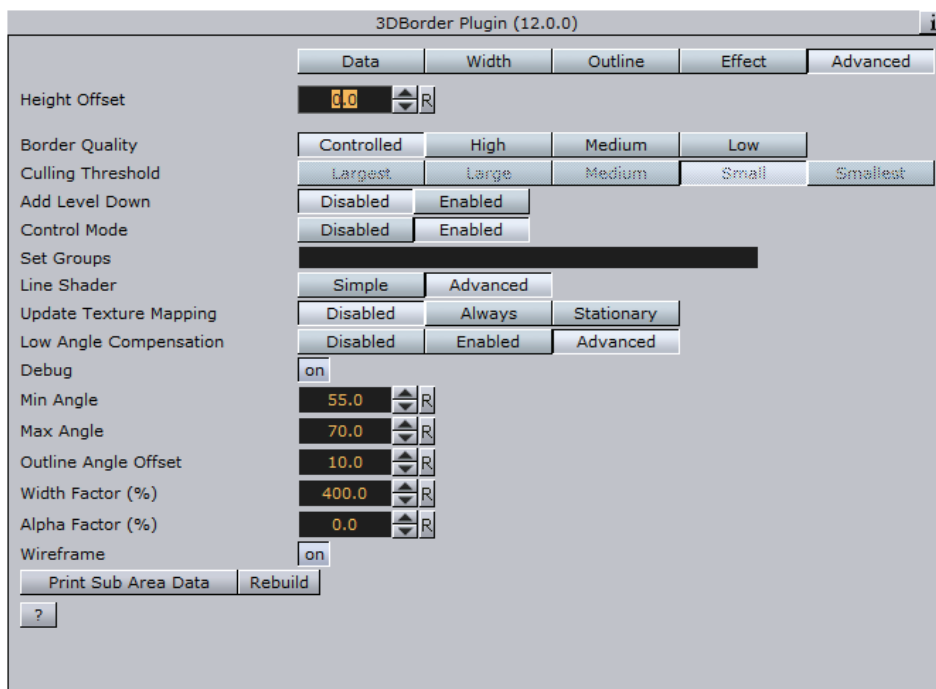 3DBorder Plugin (12.0.0) i
Data Width Outline Effect Advanced
Height Offset 0.0 R
Border Quality Controlled High Medium Low
Culling Threshold Largest Large Medium Small Smallest
Add Level Down Disabled Enabled
Control Mode Disabled Enabled
Set Groups
Line Shader Simple Advanced
Update Texture Mapping Disabled Always Stationary
Low Angle Compensation Disabled Enabled Advanced
Debug on
Min Angle 55.0 R
Max Angle 70.0 R
Outline Angle Offset 10.0 R
Width Factor (%) 400.0 R
Alpha Factor (%) 0.0 R
Wireframe on
Print Sub Area Data Rebuild
?